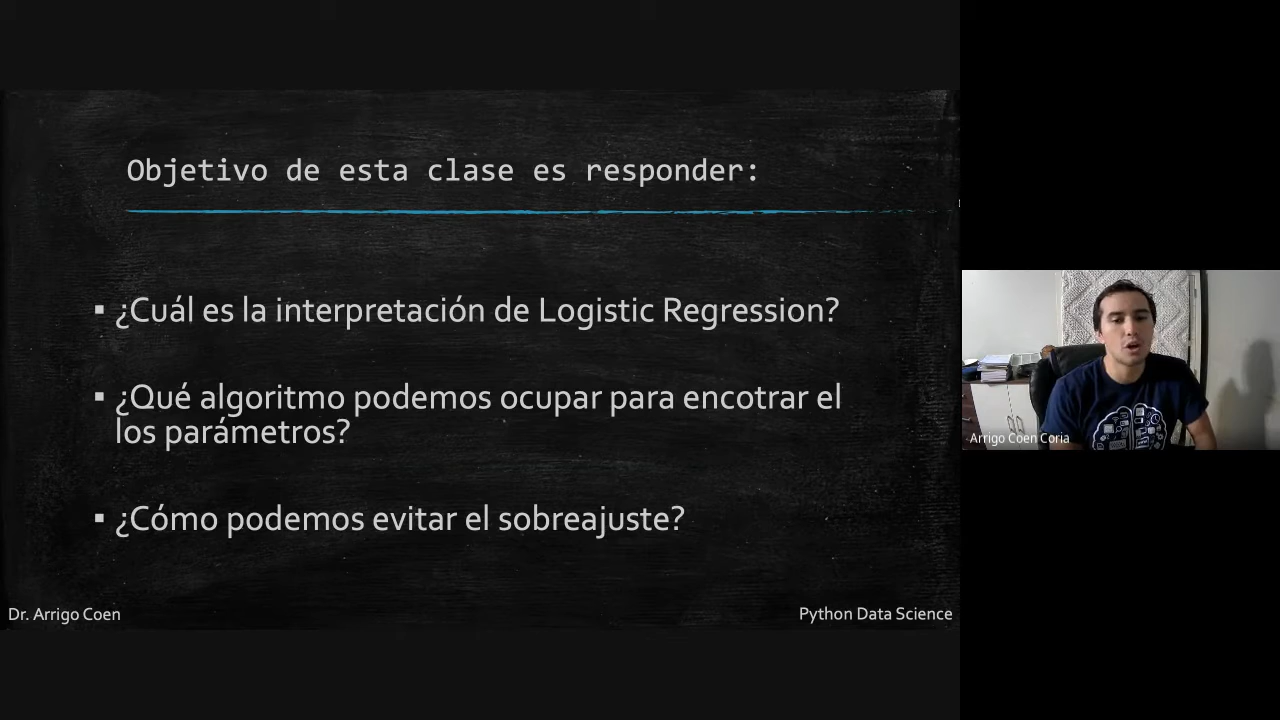 Objetivo de esta clase es responder:
▪ ¿Cuál es la interpretación de Logistic Regression?
▪ ¿Qué algoritmo podemos ocupar para encotrar el
los parámetros?
▪ ¿Cómo podemos evitar el sobreajuste?
Dr. Arrigo Coen
Python Data Science
Arrigo Coen Coria